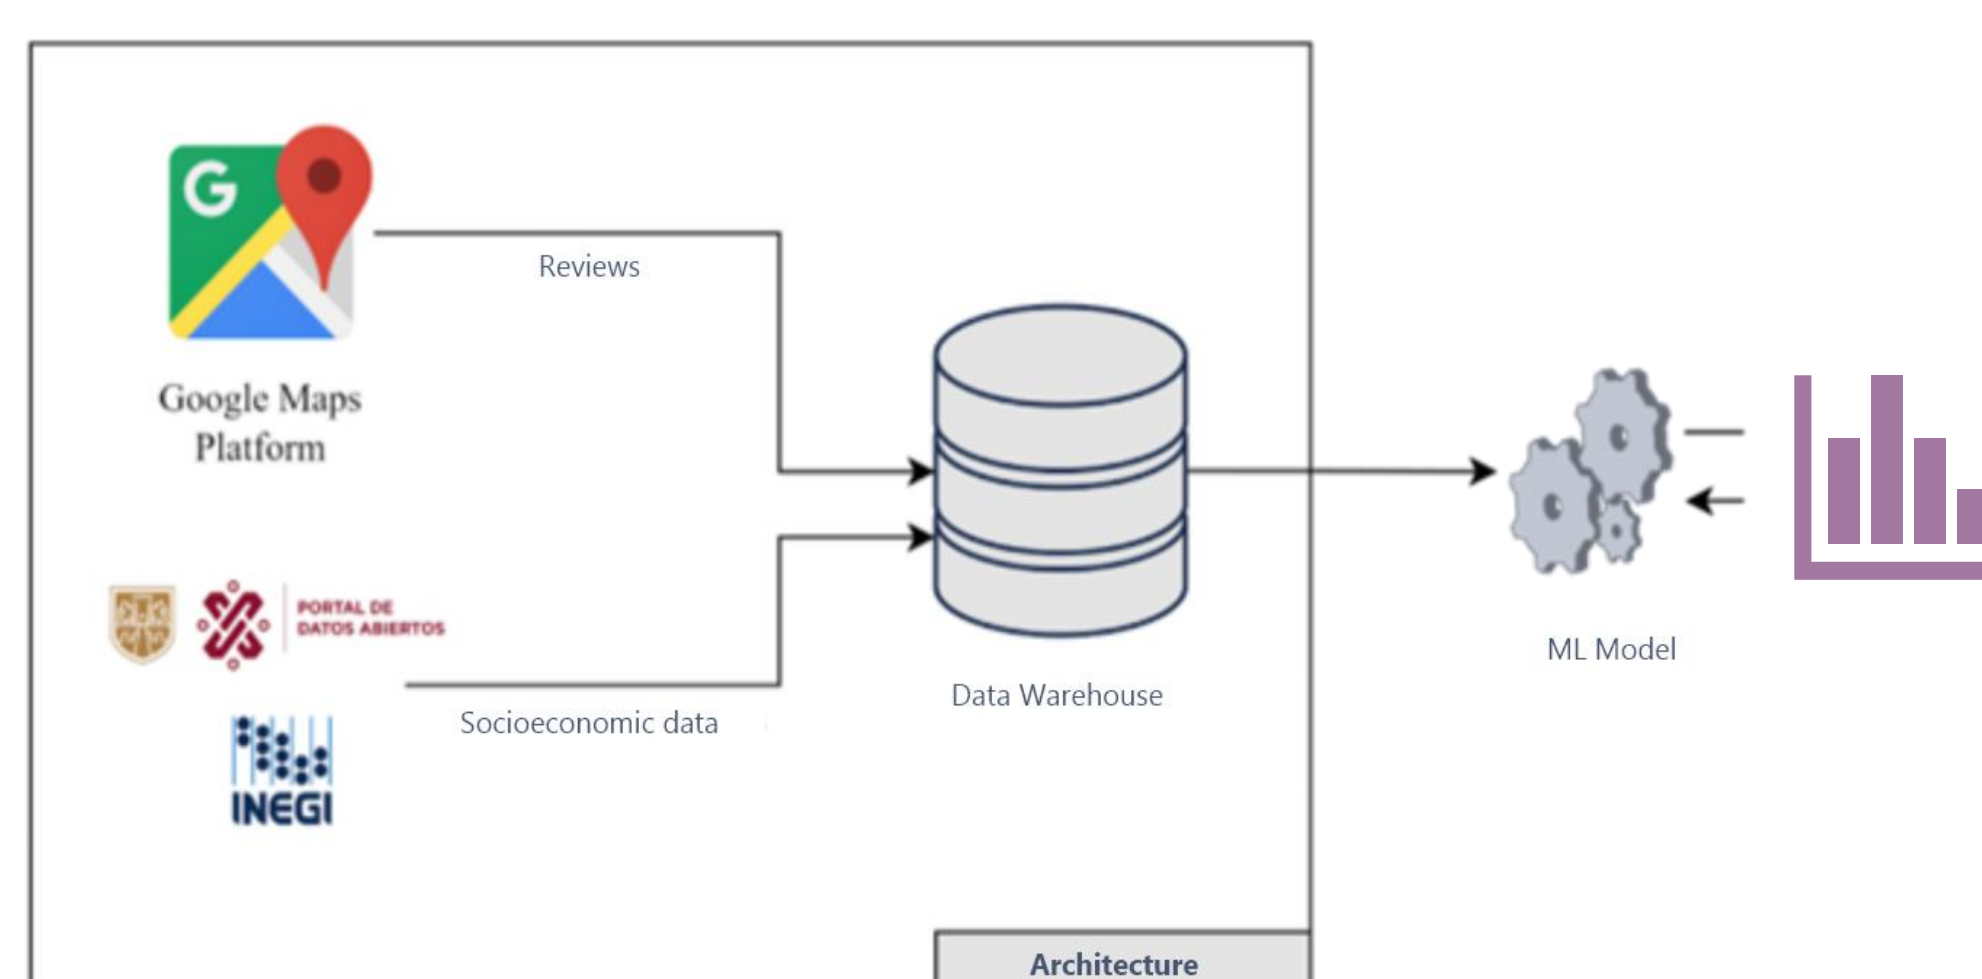 G
Reviews
Google Maps
Platform
PORTAL DE
DATOS ABIERTOS
Socioeconomic data
INEGI
Data Warehouse
ML Model
Architecture